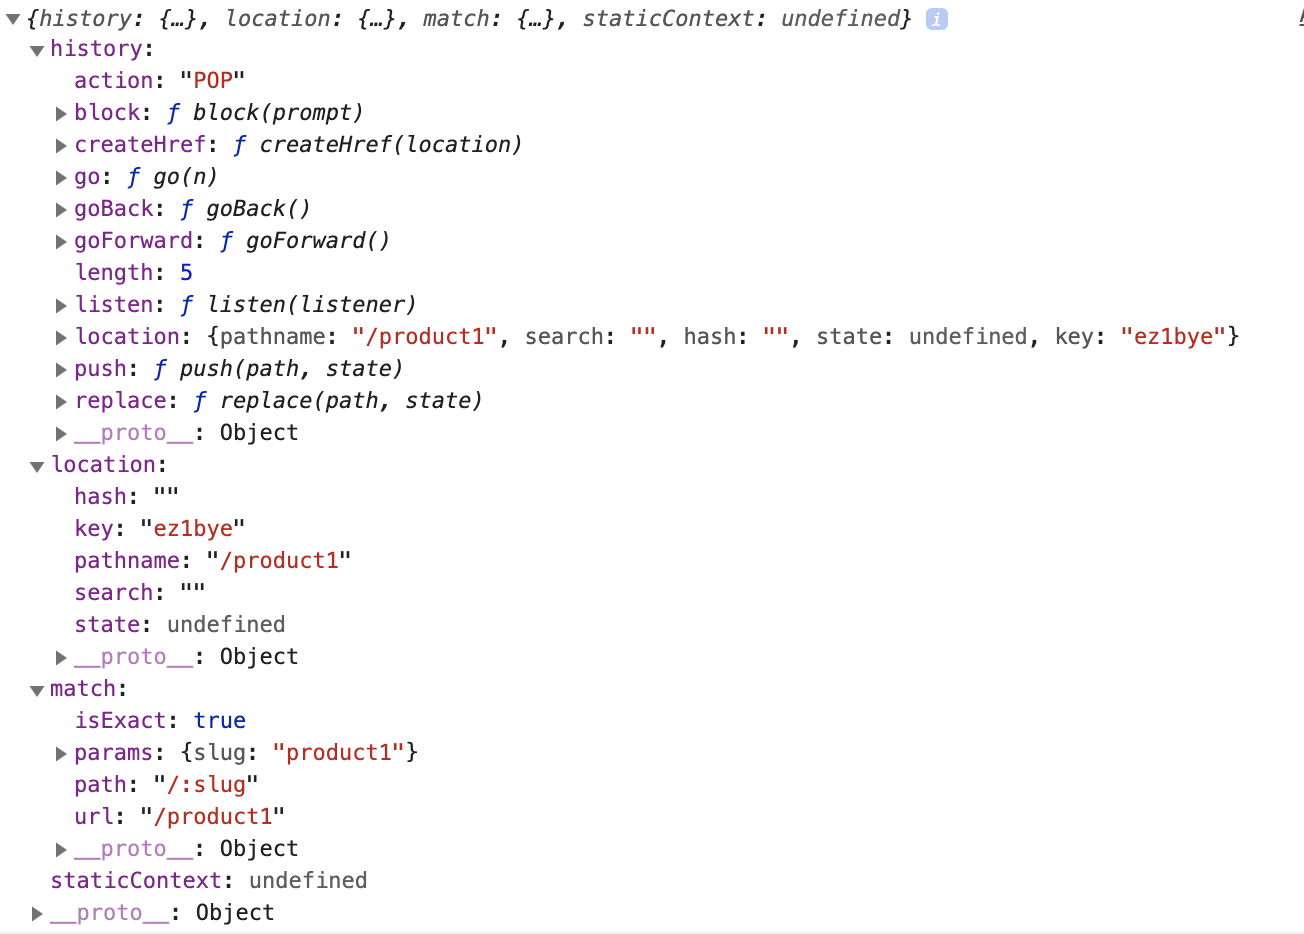 {history: {…}, location: {…}, match: {…}, staticContext: undefined} i
history:
action: "POP"
block: ƒ block(prompt)
createHref: ƒ createHref(location)
go: ƒ go(n)
goBack: ƒ goBack()
goForward: ƒ goForward()
length: 5
listen: ƒ listen(listener)
location: {pathname: "/product1", search: "", hash: "", state: undefined, key: "ez1bye"}
push: ƒ push(path, state)
replace: ƒ replace(path, state)
__proto__: Object
location:
hash: ""
key: "ez1bye"
pathname: "/product1"
search: ""
state: undefined
__proto__: Object
match:
isExact: true
params: {slug: "product1"}
path: "/:slug"
url: "/product1"
__proto__: Object
staticContext: undefined
__proto__: Object